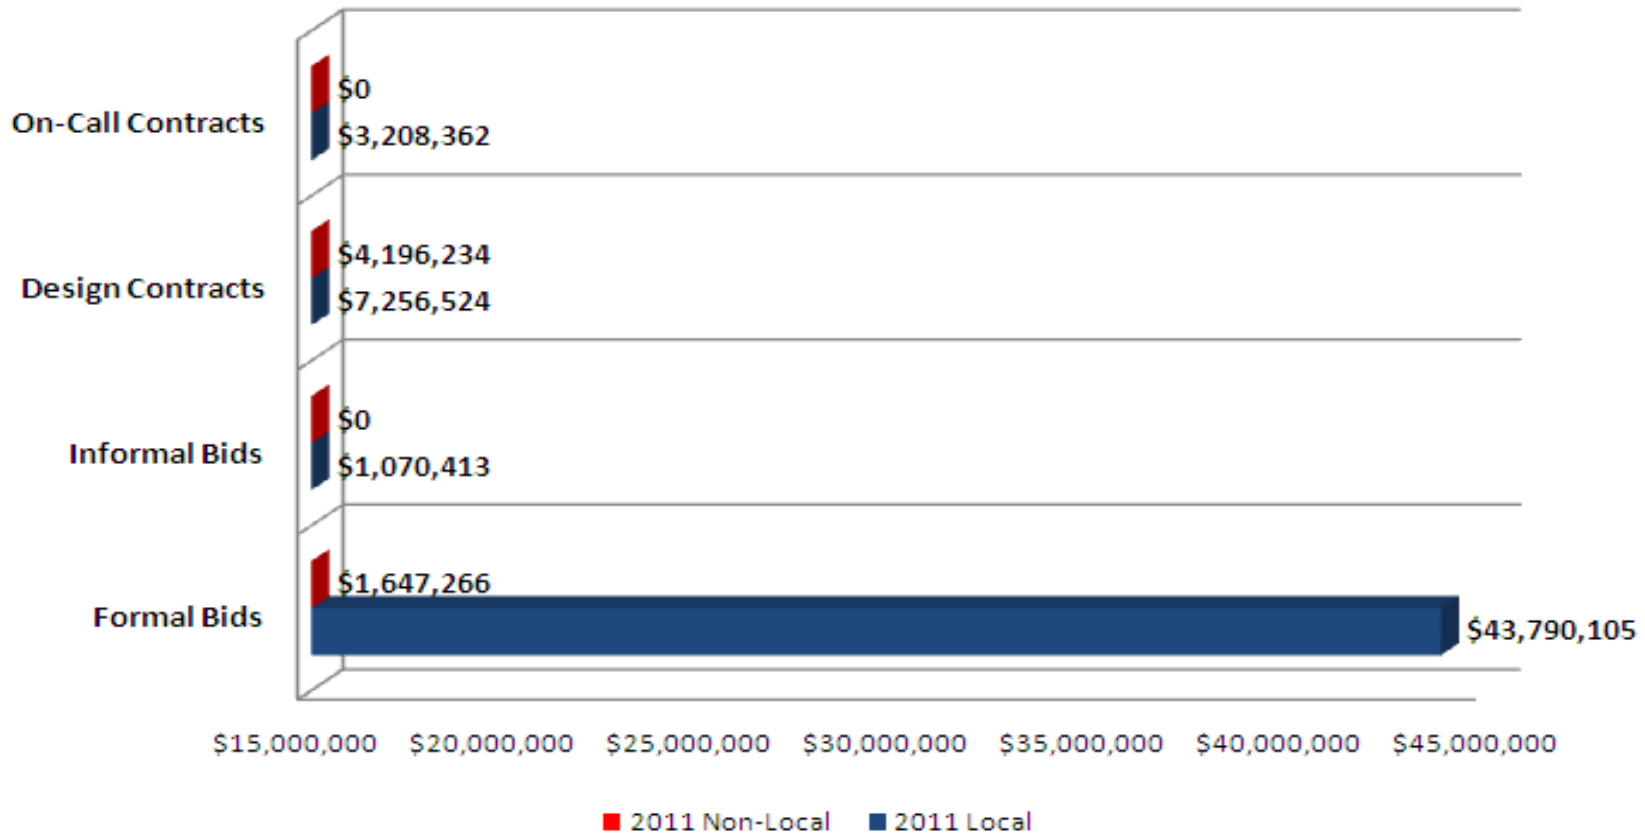 $0
On-Call Contracts
$3,208,362
$4,196,234
Design Contracts
$7,256,524
$0
Informal Bids
$1,070,413
$1,647,266
Formal Bids
$43,790,105
$15,000,000 $20,000,000 $25,000,000 $30,000,000 $35,000,000 $40,000,000 $45,000,000
2011 Non-Local 2011 Local